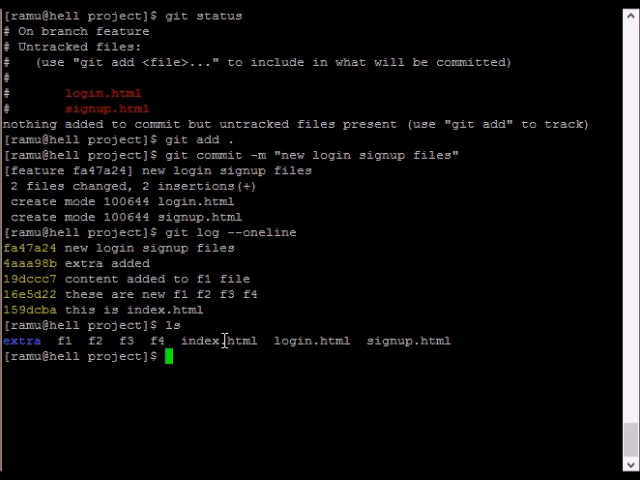 [ramu@hell project]$ git status
# On branch feature
# Untracked files:
#   (use "git add <file>..." to include in what will be committed)
#
#       login.html
#       signup.html
nothing added to commit but untracked files present (use "git add" to track)
[ramu@hell project]$ git add .
[ramu@hell project]$ git commit -m "new login signup files"
[feature fa47a24] new login signup files
 2 files changed, 2 insertions(+)
 create mode 100644 login.html
 create mode 100644 signup.html
[ramu@hell project]$ git log --oneline
fa47a24 new login signup files
4aaa98b extra added
19dccc7 content added to f1 file
16e5d22 these are new f1 f2 f3 f4
159dcba this is index.html
[ramu@hell project]$ ls
extra  f1  f2  f3  f4  index.html  login.html  signup.html
[ramu@hell project]$